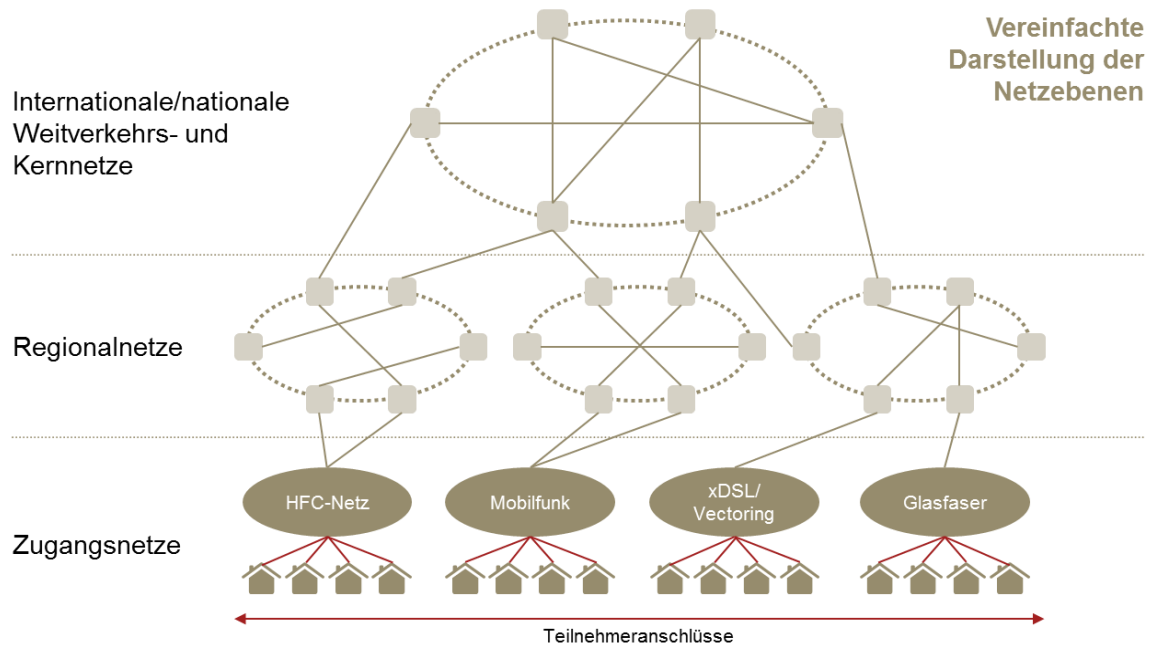 Vereinfachte
Darstellung der
Netzebenen
Internationale/nationale
Weitverkehrs- und
Kernnetze
Regionalnetze
Zugangsnetze
HFC-Netz
Mobilfunk
xDSL/
Vectoring
Glasfaser
Teilnehmeranschlüsse